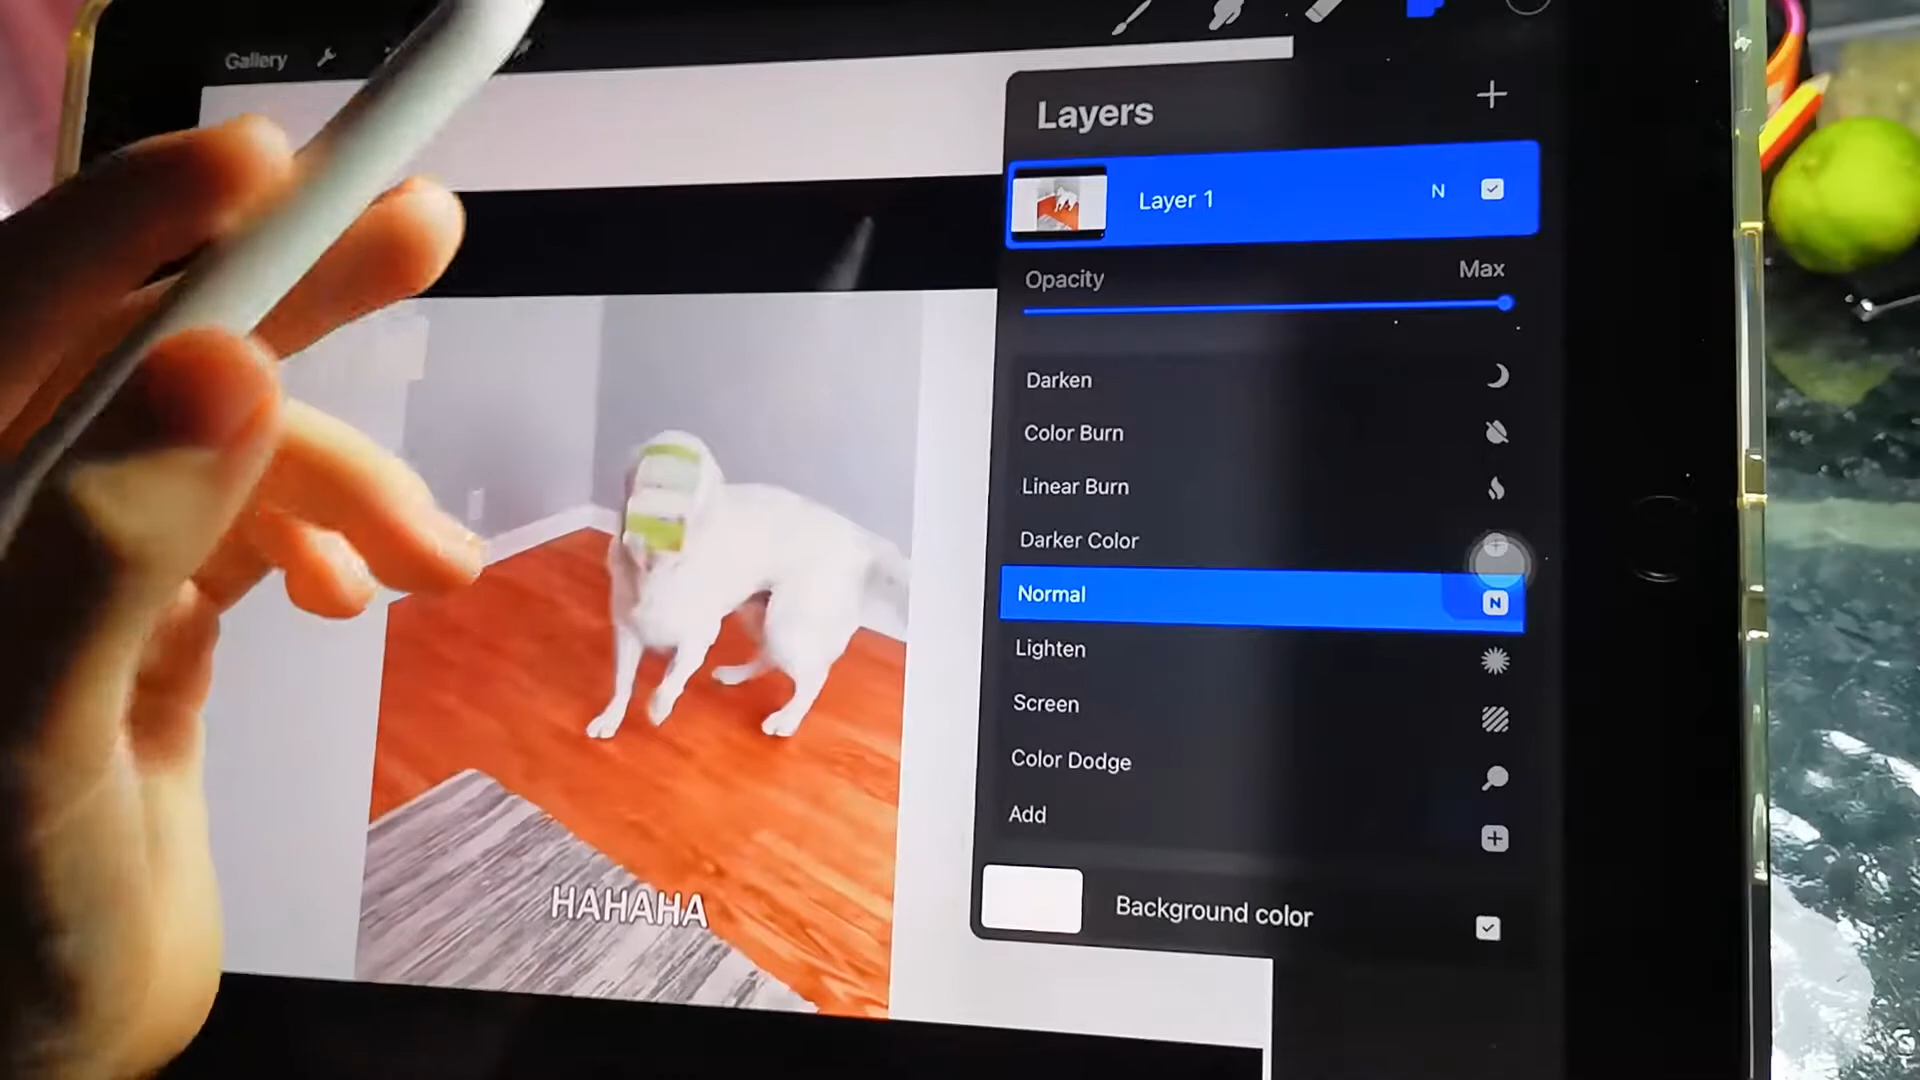 Gallery
Layers
Layer 1
N
Opacity
Max
Darken
Color Burn
Linear Burn
Darker Color
Normal
N
Lighten
Screen
Color Dodge
Add
Background color
HAHAHA